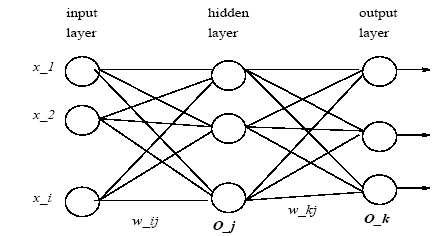 input hidden output
layer layer layer
x_1
x_2
x_i
w_ij O_j w_kj O_k